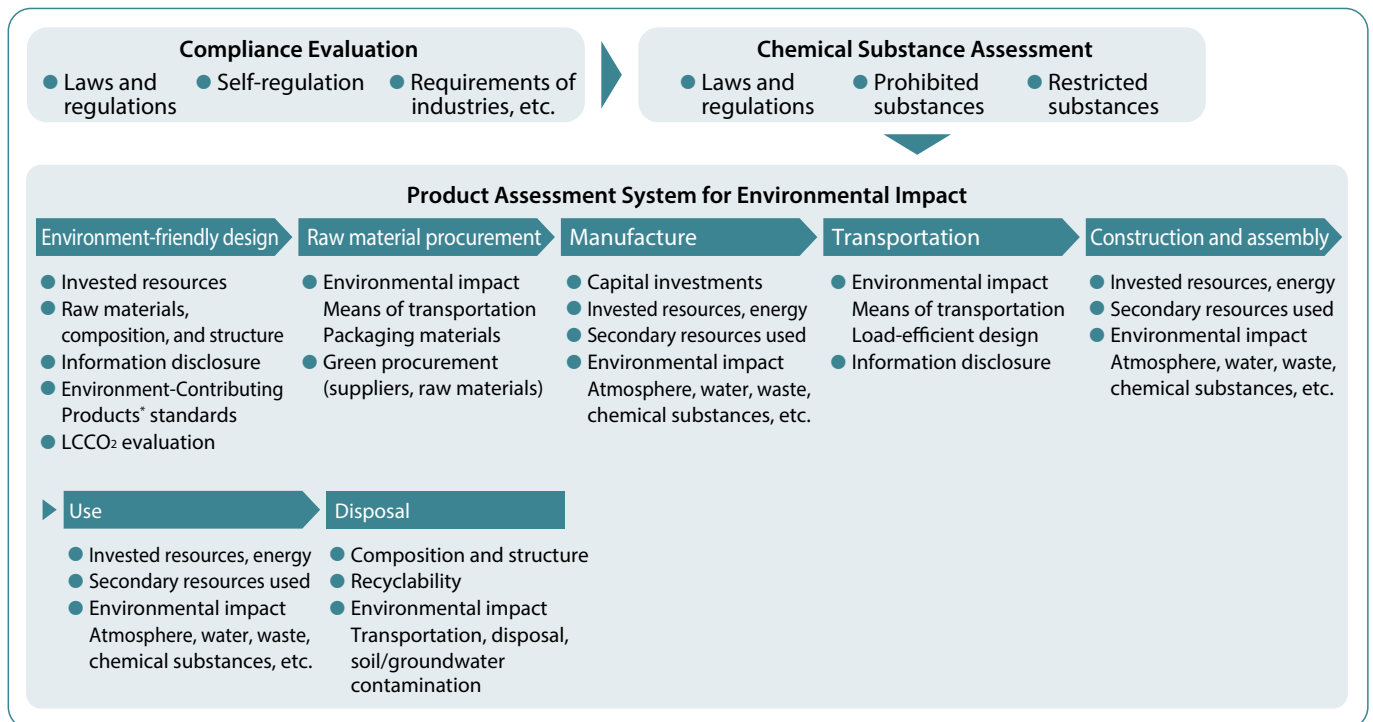 Compliance Evaluation
● Laws and regulations
● Self-regulation
● Requirements of industries, etc.
Chemical Substance Assessment
● Laws and regulations
● Prohibited substances
● Restricted substances
Product Assessment System for Environmental Impact
Environment-friendly design
● Invested resources
● Raw materials,
composition, and structure
● Information disclosure
● Environment-Contributing
Products* standards
● LCCO2 evaluation
Raw material procurement
● Environmental impact
Means of transportation
Packaging materials
● Green procurement
(suppliers, raw materials)
Manufacture
● Capital investments
● Invested resources, energy
● Secondary resources used
● Environmental impact
Atmosphere, water, waste,
chemical substances, etc.
Transportation
● Environmental impact
Means of transportation
Load-efficient design
● Information disclosure
Construction and assembly
● Invested resources, energy
● Secondary resources used
● Environmental impact
Atmosphere, water, waste,
chemical substances, etc.
Use
● Invested resources, energy
● Secondary resources used
● Environmental impact
Atmosphere, water, waste,
chemical substances, etc.
Disposal
● Composition and structure
● Recyclability
● Environmental impact
Transportation, disposal,
soil/groundwater
contamination